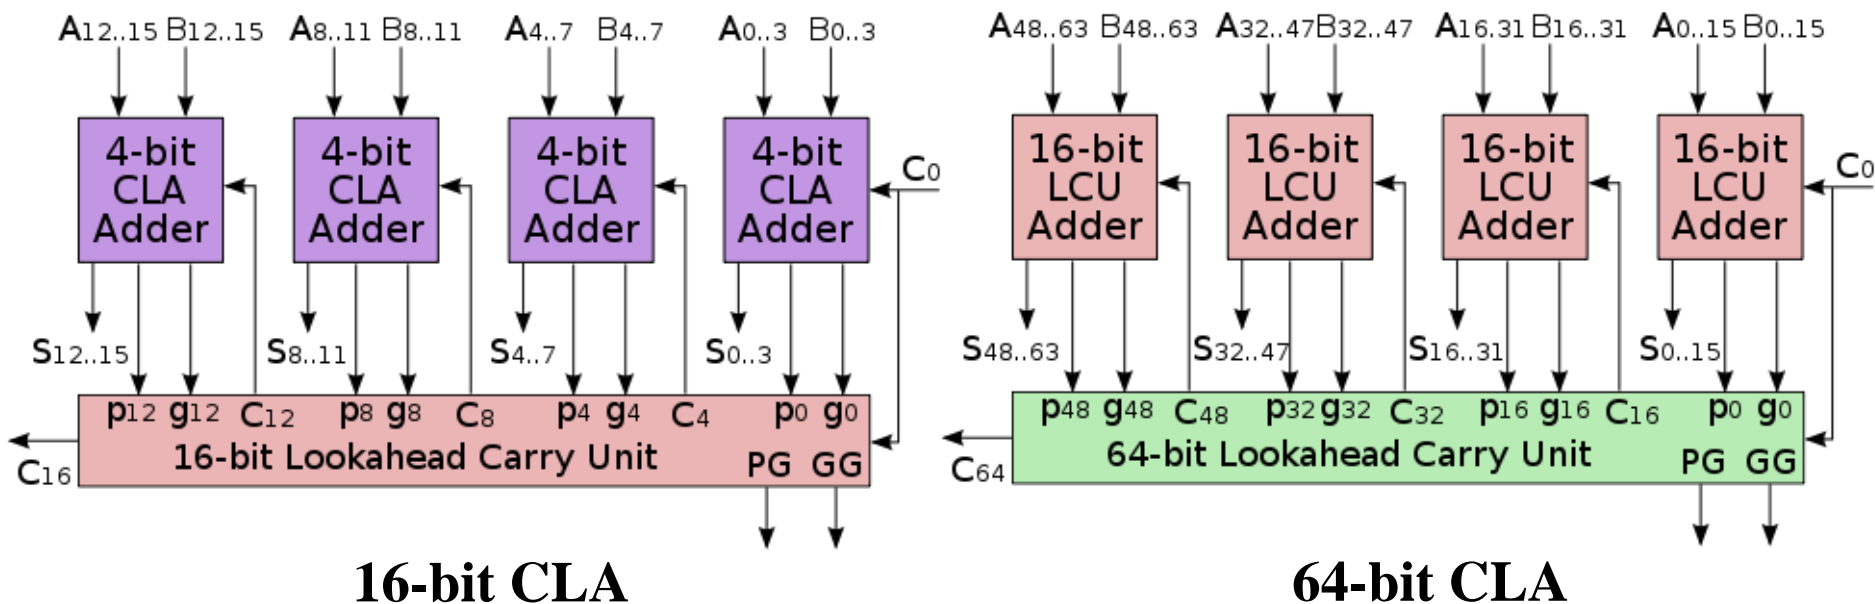 A12..15 B12..15 A8..11 B8..11 A4..7 B4..7 A0..3 B0..3
4-bit CLA Adder
4-bit CLA Adder
4-bit CLA Adder
4-bit CLA Adder
C0
S12..15 S8..11 S4..7 S0..3
p12 g12 C12 p8 g8 C8 p4 g4 C4 p0 g0
16-bit Lookahead Carry Unit
PG GG
C16
16-bit CLA
A48..63 B48..63 A32..47 B32..47 A16.31 B16..31 A0..15 B0..15
16-bit LCU Adder
16-bit LCU Adder
16-bit LCU Adder
16-bit LCU Adder
C0
S48..63 S32..47 S16..31 S0..15
p48 g48 C48 p32 g32 C32 p16 g16 C16 p0 g0
64-bit Lookahead Carry Unit
PG GG
C64
64-bit CLA